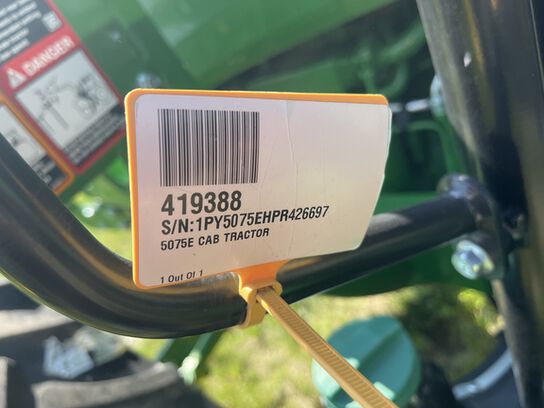 DANGER
419388
S/N:1PY5075EHPR426697
5075E CAB TRACTOR
1 Out Of 1